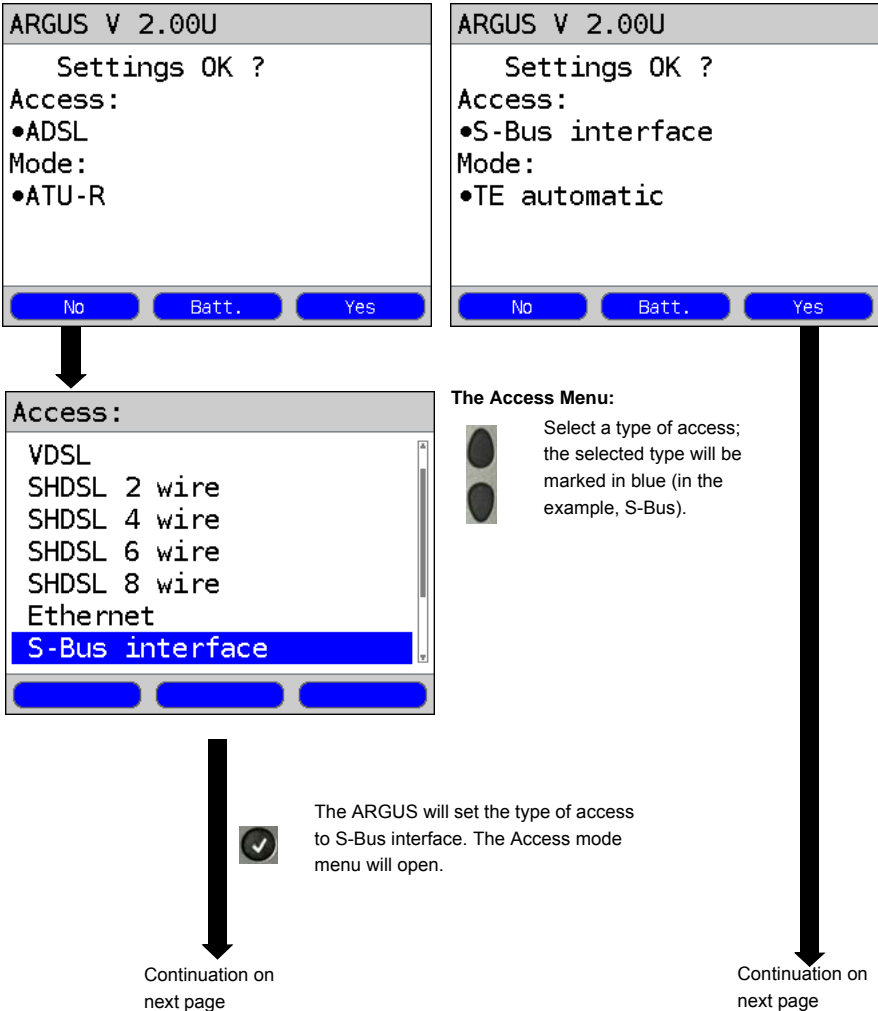 ARGUS V 2.00U
Settings OK ?
Access:
•ADSL
Mode:
•ATU-R
No Batt. Yes
ARGUS V 2.00U
Settings OK ?
Access:
•S-Bus interface
Mode:
•TE automatic
No Batt. Yes
Access:
VDSL
SHDSL 2 wire
SHDSL 4 wire
SHDSL 6 wire
SHDSL 8 wire
Ethernet
S-Bus interface
The Access Menu:
Select a type of access;
the selected type will be
marked in blue (in the
example, S-Bus).
The ARGUS will set the type of access
to S-Bus interface. The Access mode
menu will open.
Continuation on
next page
Continuation on
next page